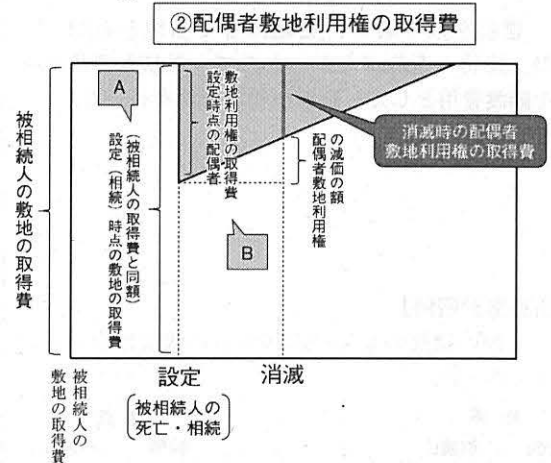 ②配偶者敷地利用権の取得費
被相続人の敷地の取得費
A
設定（相続）時点の敷地の取得費
（被相続人の取得費と同額）
設定時点の配偶者
敷地利用権の取得費
消滅時の配偶者
敷地利用権の取得費
配偶者敷地利用権
の減価の額
B
被相続人の
敷地の取得費
設定
消滅
被相続人の
死亡・相続